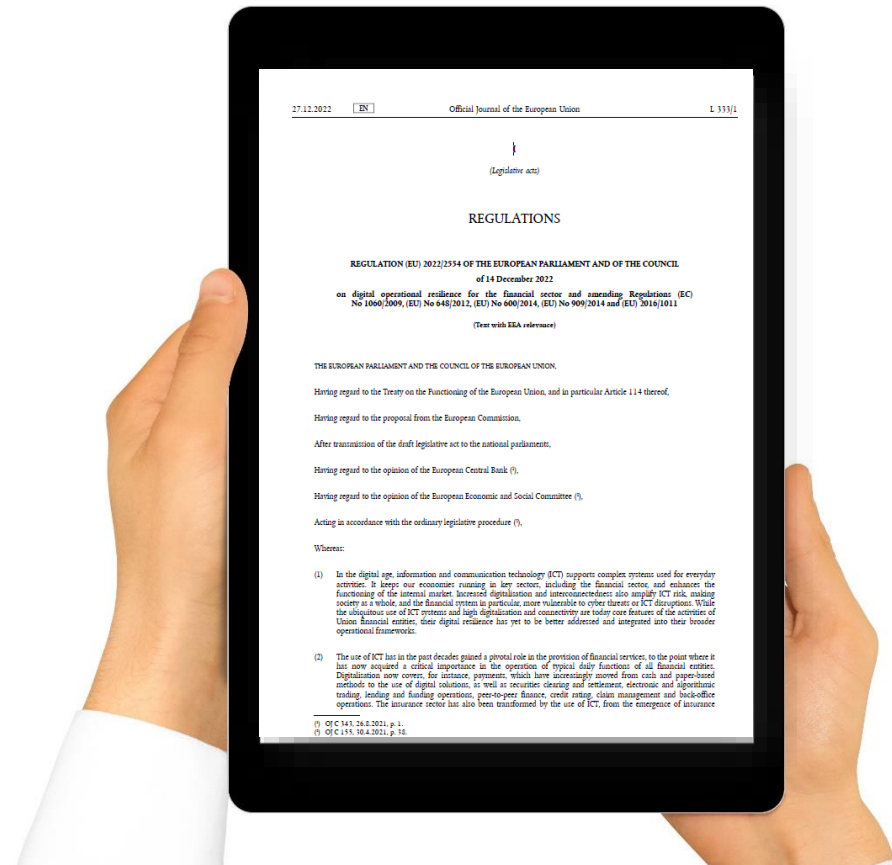 27.12.2022 EN Official Journal of the European Union L 333/1
(Legislative acts)
REGULATIONS
REGULATION (EU) 2022/2554 OF THE EUROPEAN PARLIAMENT AND OF THE COUNCIL
of 14 December 2022
on digital operational resilience for the financial sector and amending Regulations (EC)
No 1060/2009, (EU) No 648/2012, (EU) No 600/2014, (EU) No 909/2014 and (EU) 2016/1011
(Text with EEA relevance)
THE EUROPEAN PARLIAMENT AND THE COUNCIL OF THE EUROPEAN UNION,
Having regard to the Treaty on the Functioning of the European Union, and in particular Article 114 thereof,
Having regard to the proposal from the European Commission,
After transmission of the draft legislative act to the national parliaments,
Having regard to the opinion of the European Central Bank (¹),
Having regard to the opinion of the European Economic and Social Committee (²),
Acting in accordance with the ordinary legislative procedure (³),
Whereas:
(1) In the digital age, information and communication technology (ICT) supports complex systems used for everyday
activities. It keeps our economies running in key sectors, including the financial sector, and enhances the
functioning of the internal market. Increased digitalisation and interconnectedness also amplify ICT risk, making
society as a whole, and the financial system in particular, more vulnerable to cyber threats or ICT disruptions. While
the ubiquitous use of ICT systems and high digitalisation and connectivity are today core features of the activities of
Union financial entities, their digital resilience has yet to be better addressed and integrated into their broader
operational frameworks.
(2) The use of ICT has in the past decades gained a pivotal role in the provision of financial services, to the point where it
has now acquired a critical importance in the operation of typical daily functions of all financial entities.
Digitalisation now covers, for instance, payments, which have increasingly moved from cash and paper-based
methods to the use of digital solutions, as well as securities clearing and settlement, electronic and algorithmic
trading, lending and funding operations, peer-to-peer finance, credit rating, claim management and back-office
operations. The insurance sector has also been transformed by the use of ICT, from the emergence of insurance
(¹) OJ C 343, 26.8.2021, p. 1.
(²) OJ C 155, 30.4.2021, p. 38.